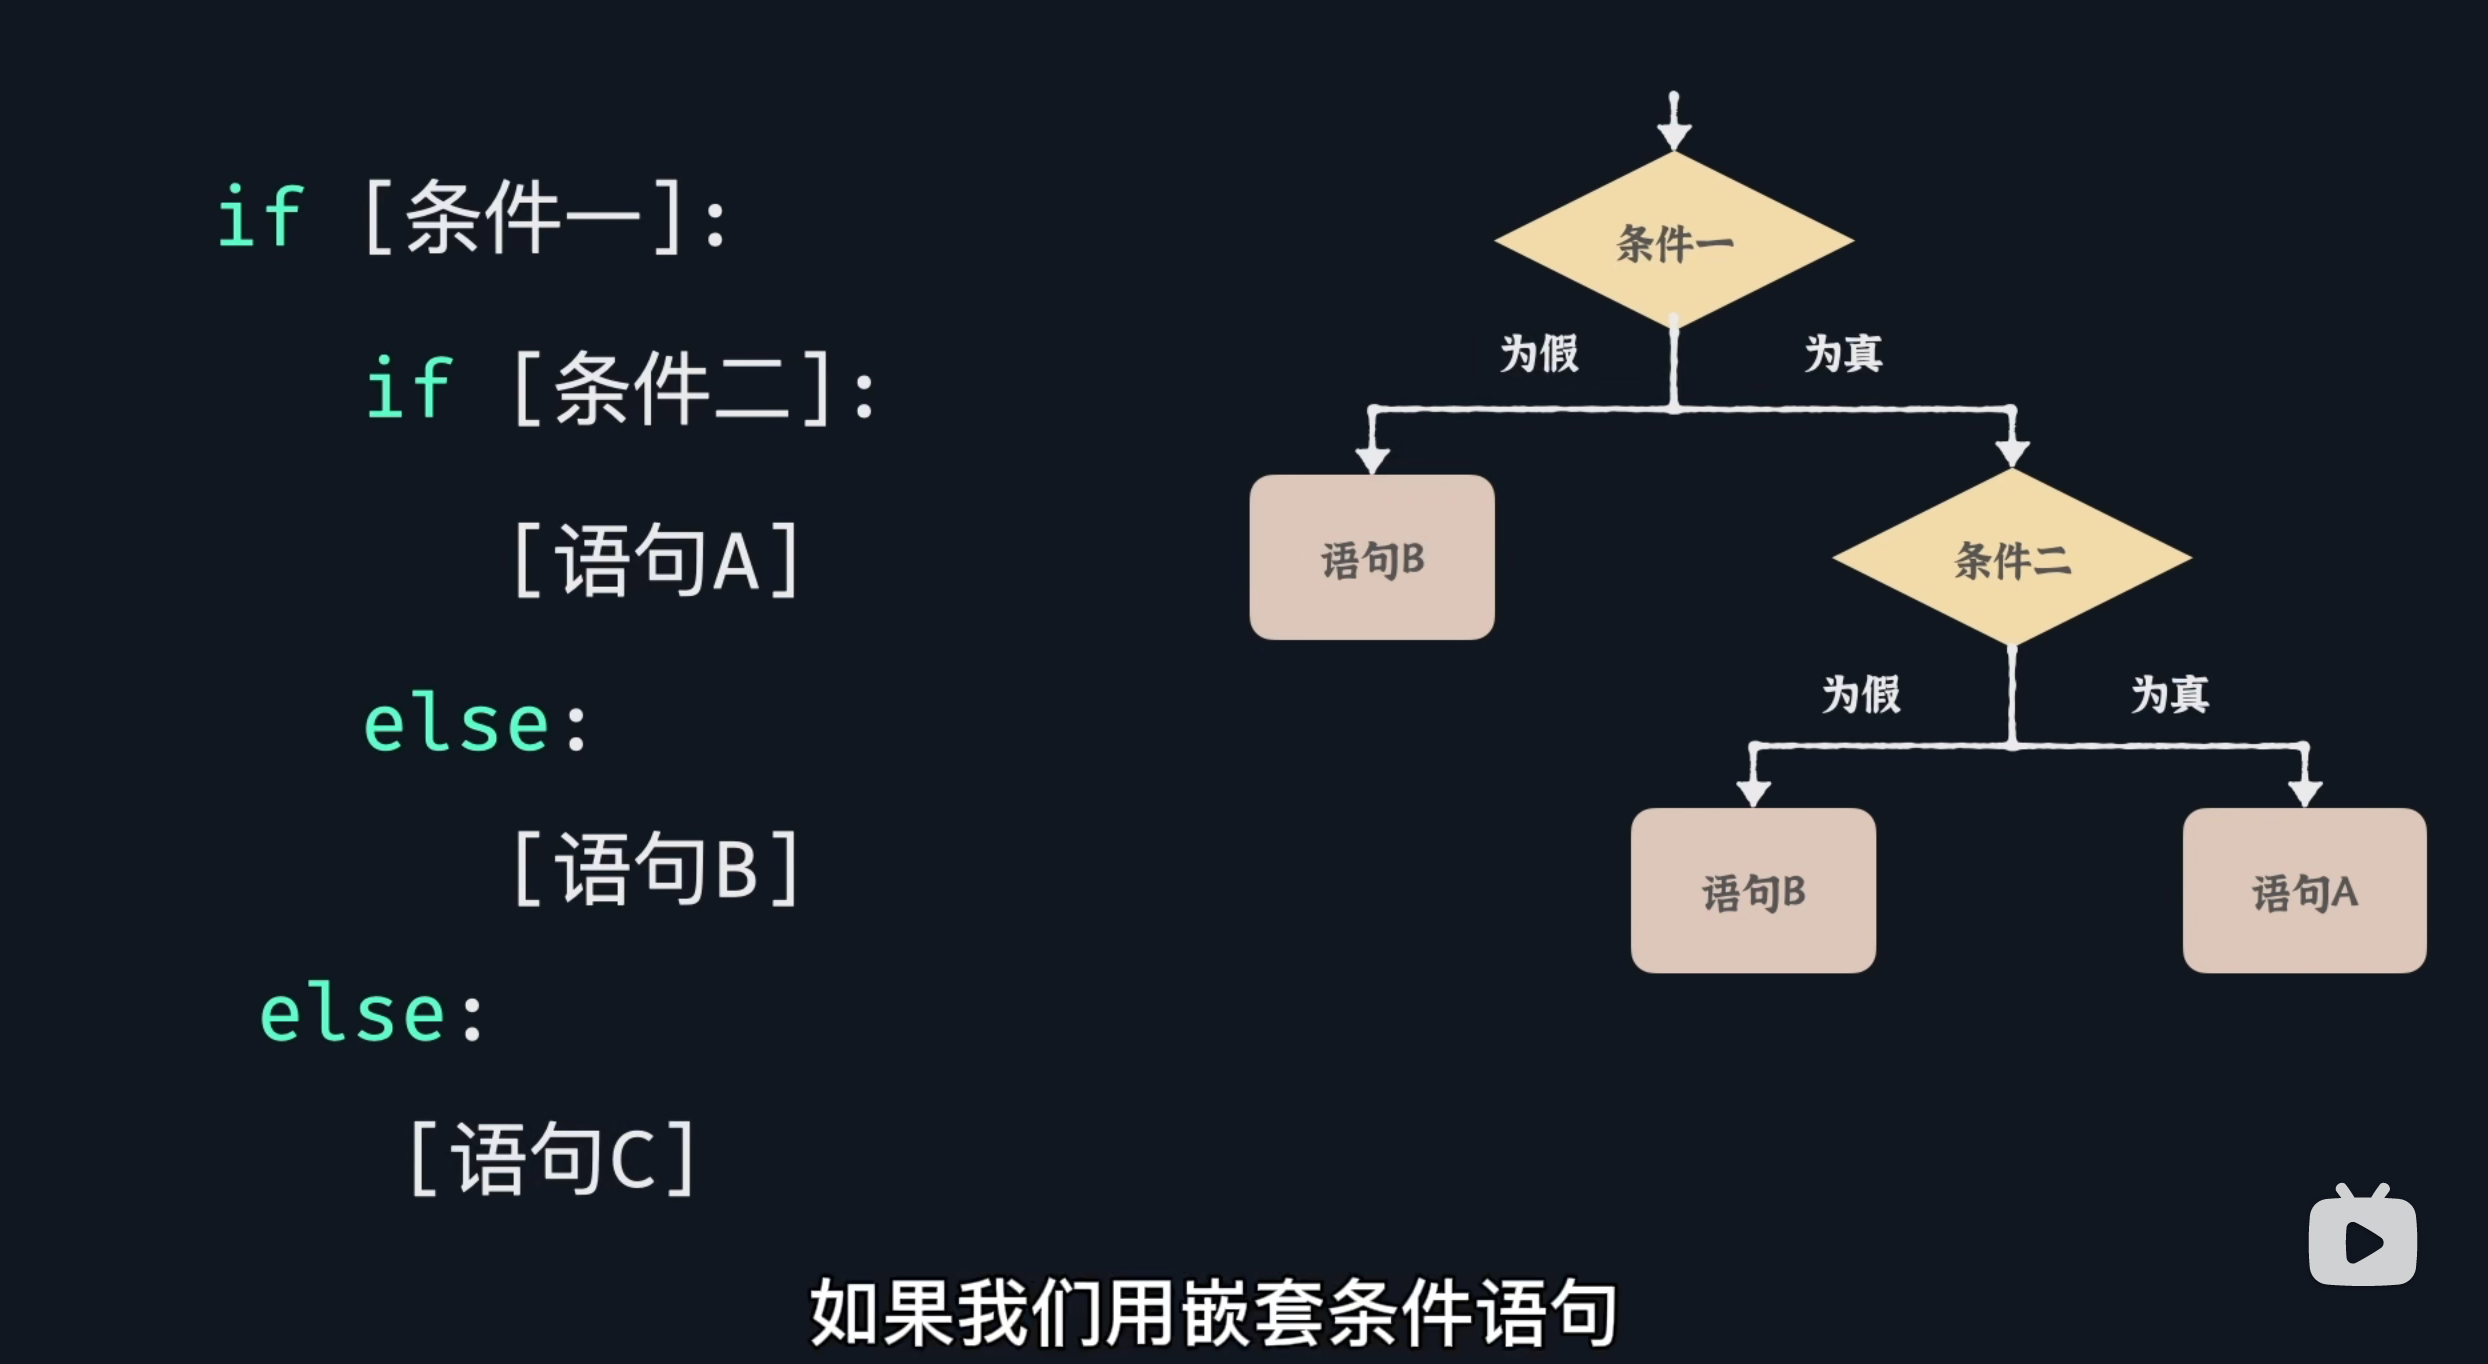 if [条件一]:
if [条件二]:
[语句A]
else:
[语句B]
else:
[语句C]
条件一
为假
为真
语句B
条件二
为假
为真
语句B
语句A
如果我们用嵌套条件语句